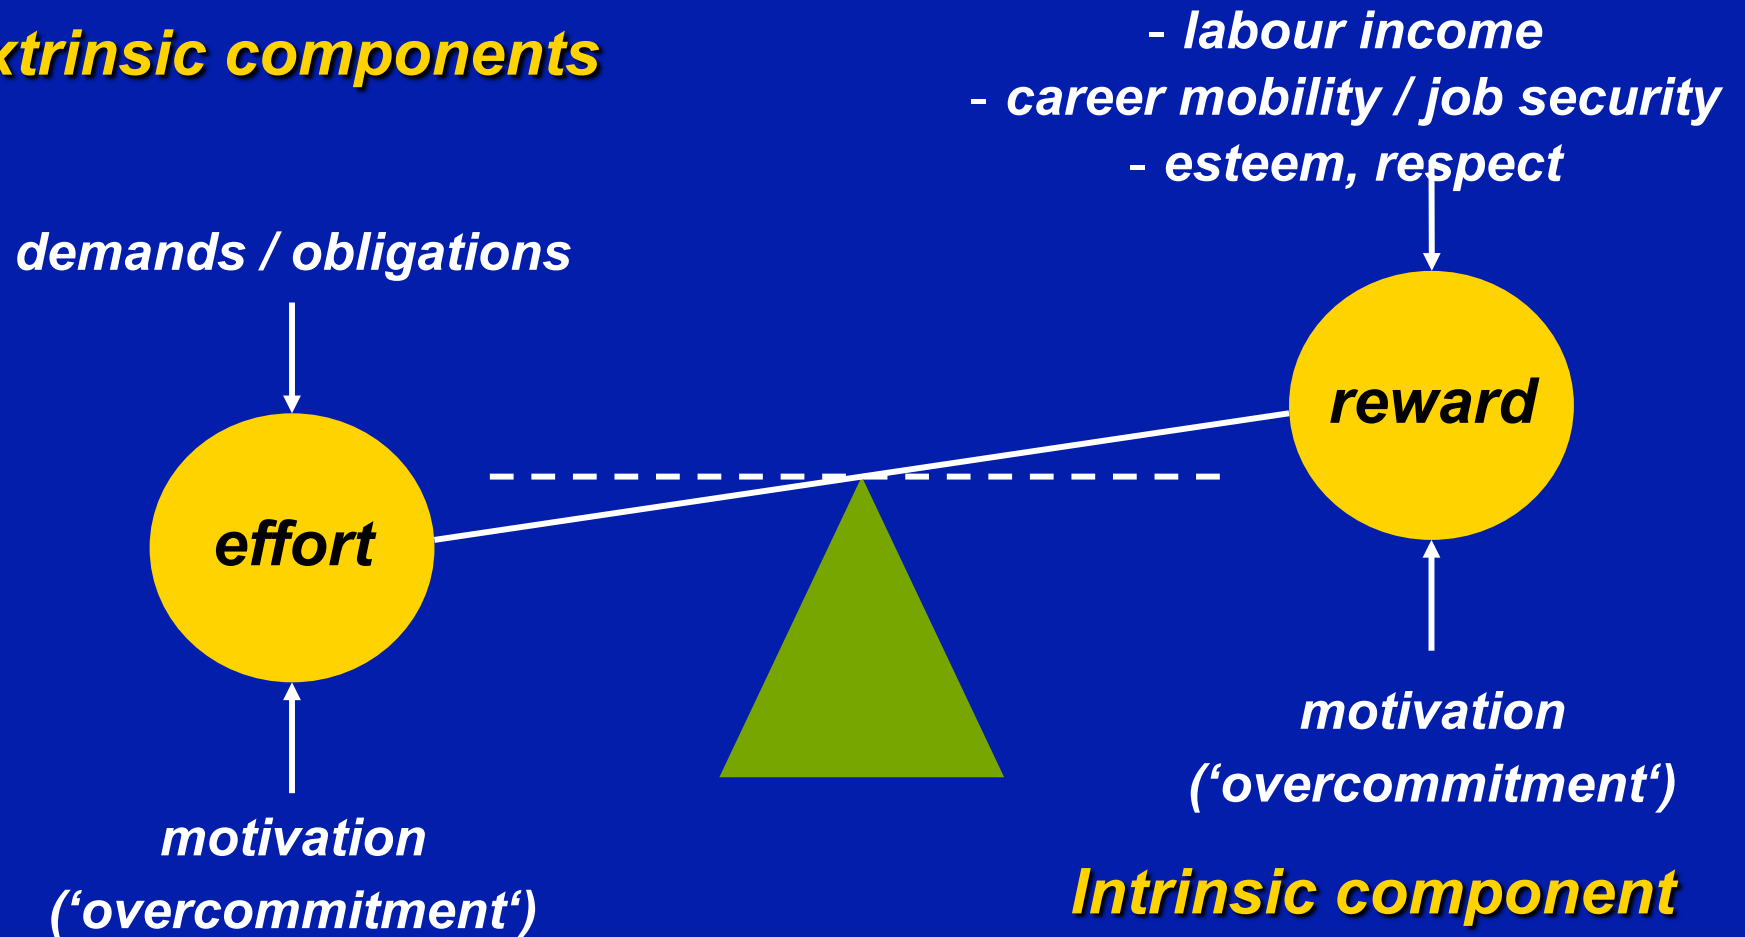 xtrinsic components
- labour income
- career mobility / job security
- esteem, respect
demands / obligations
reward
effort
motivation
(‘overcommitment‘)
motivation
(‘overcommitment‘)
Intrinsic component